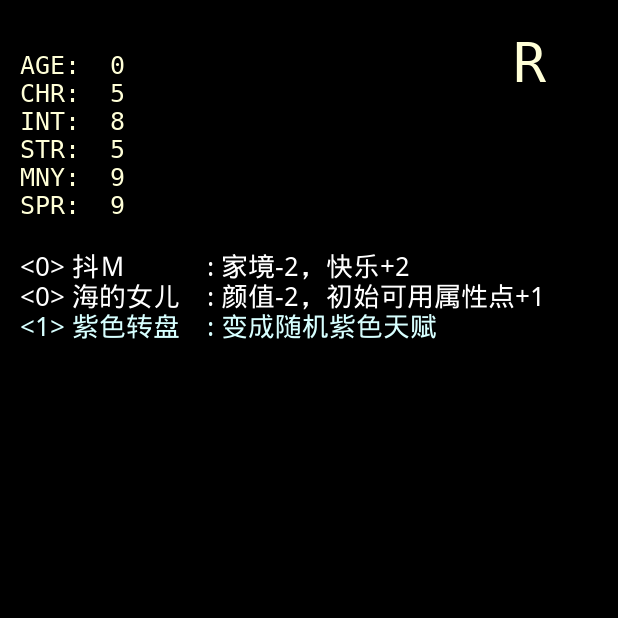 R
AGE: 0
CHR: 5
INT: 8
STR: 5
MNY: 9
SPR: 9
<0> 抖M : 家境-2，快乐+2
<0> 海的女儿 : 颜值-2，初始可用属性点+1
<1> 紫色转盘 : 变成随机紫色天赋